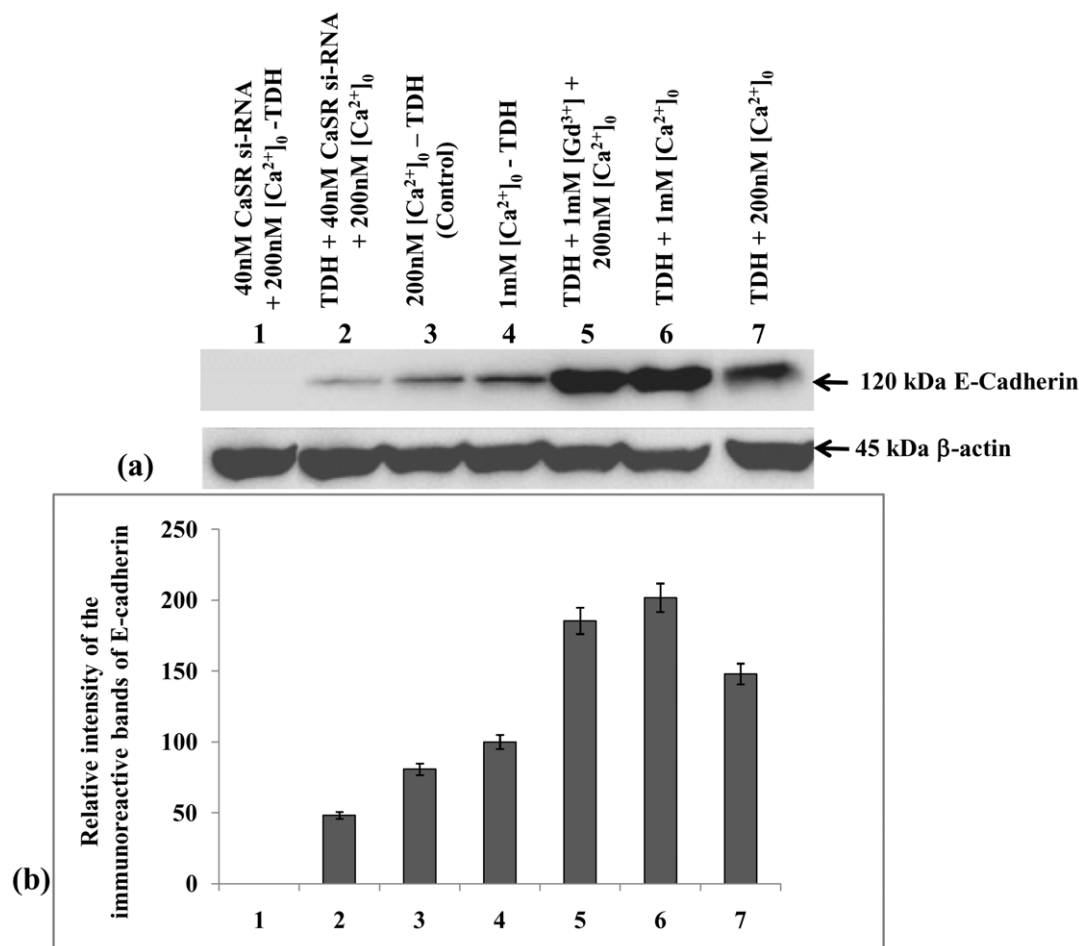 40nM CaSR si-RNA
+ 200nM [Ca²⁺]₀ -TDH
TDH + 40nM CaSR si-RNA
+ 200nM [Ca²⁺]₀
200nM [Ca²⁺]₀ – TDH
(Control)
1mM [Ca²⁺]₀ - TDH
TDH + 1mM [Gd³⁺] +
200nM [Ca²⁺]₀
TDH + 1mM [Ca²⁺]₀
TDH + 200nM [Ca²⁺]₀
1 2 3 4 5 6 7
120 kDa E-Cadherin
45 kDa β-actin
(a)
Relative intensity of the
immunoreactive bands of E-cadherin
250
200
150
100
50
0
1 2 3 4 5 6 7
(b)